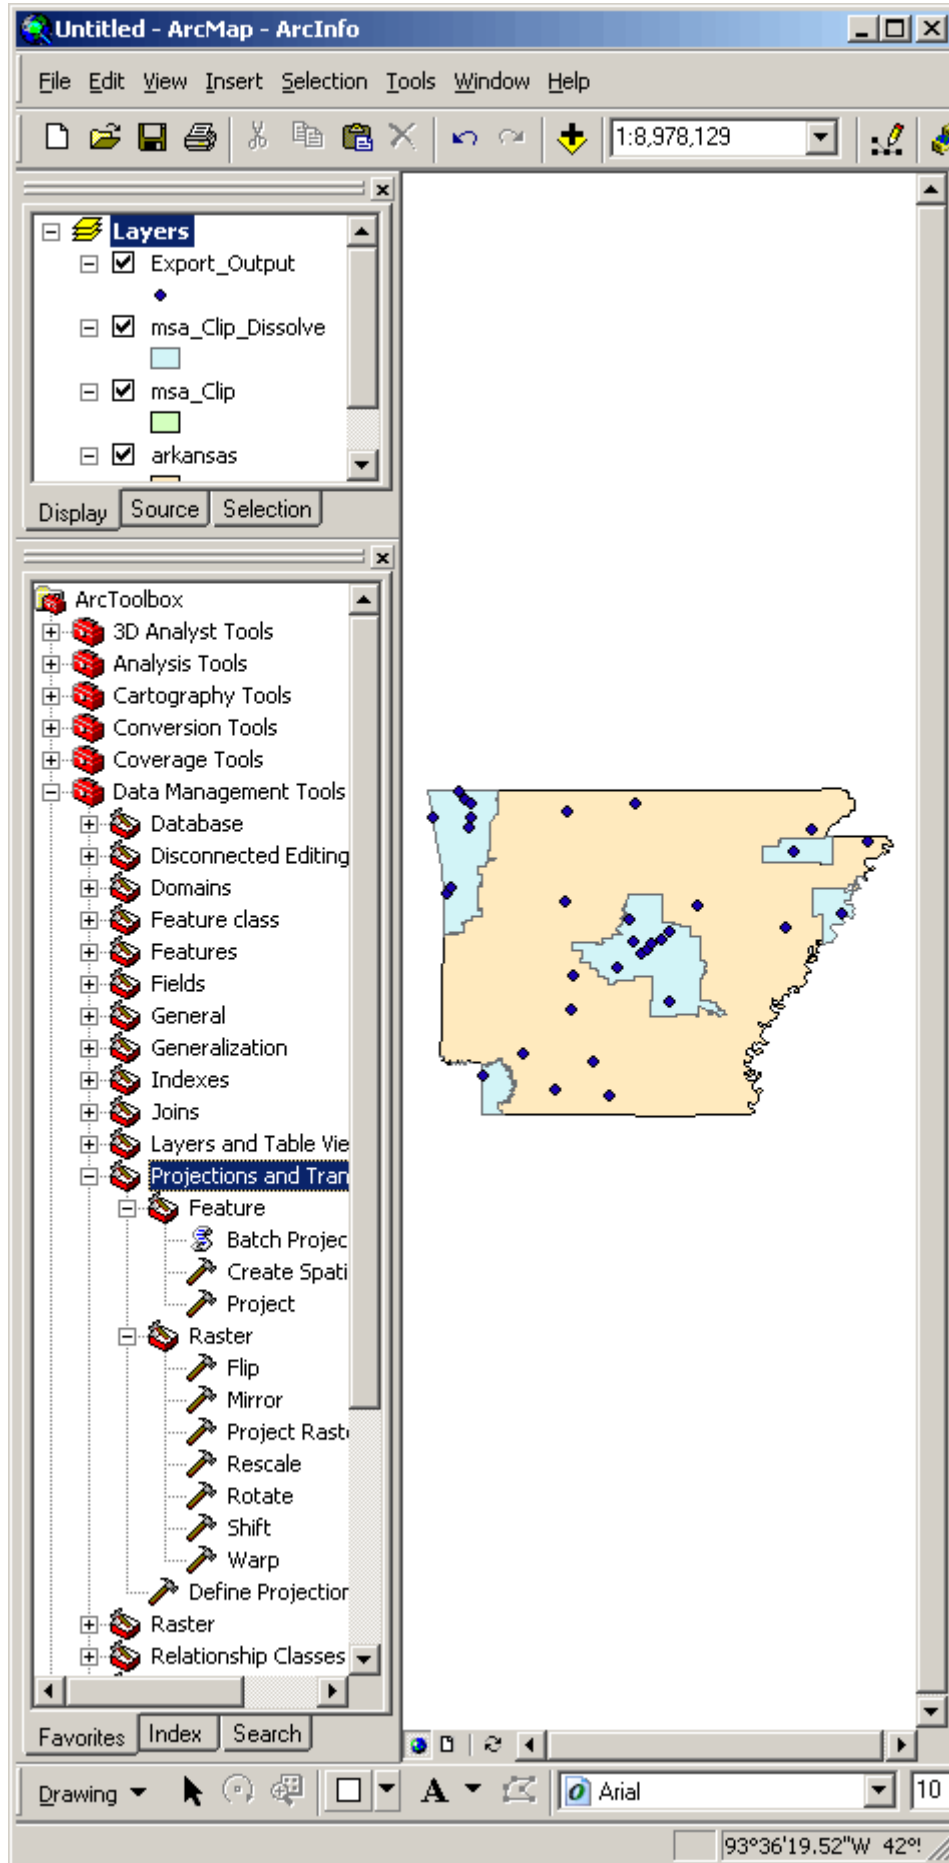 Untitled - ArcMap - ArcInfo
File Edit View Insert Selection Tools Window Help
1:8,978,129
Layers
Export_Output
msa_Clip_Dissolve
msa_Clip
arkansas
Display Source Selection
ArcToolbox
3D Analyst Tools
Analysis Tools
Cartography Tools
Conversion Tools
Coverage Tools
Data Management Tools
Database
Disconnected Editing
Domains
Feature class
Features
Fields
General
Generalization
Indexes
Joins
Layers and Table Vie
Projections and Tran
Feature
Batch Projec
Create Spati
Project
Raster
Flip
Mirror
Project Rast
Rescale
Rotate
Shift
Warp
Define Projection
Raster
Relationship Classes
Favorites Index Search
Drawing A Arial 10
93°36'19.52"W 42°